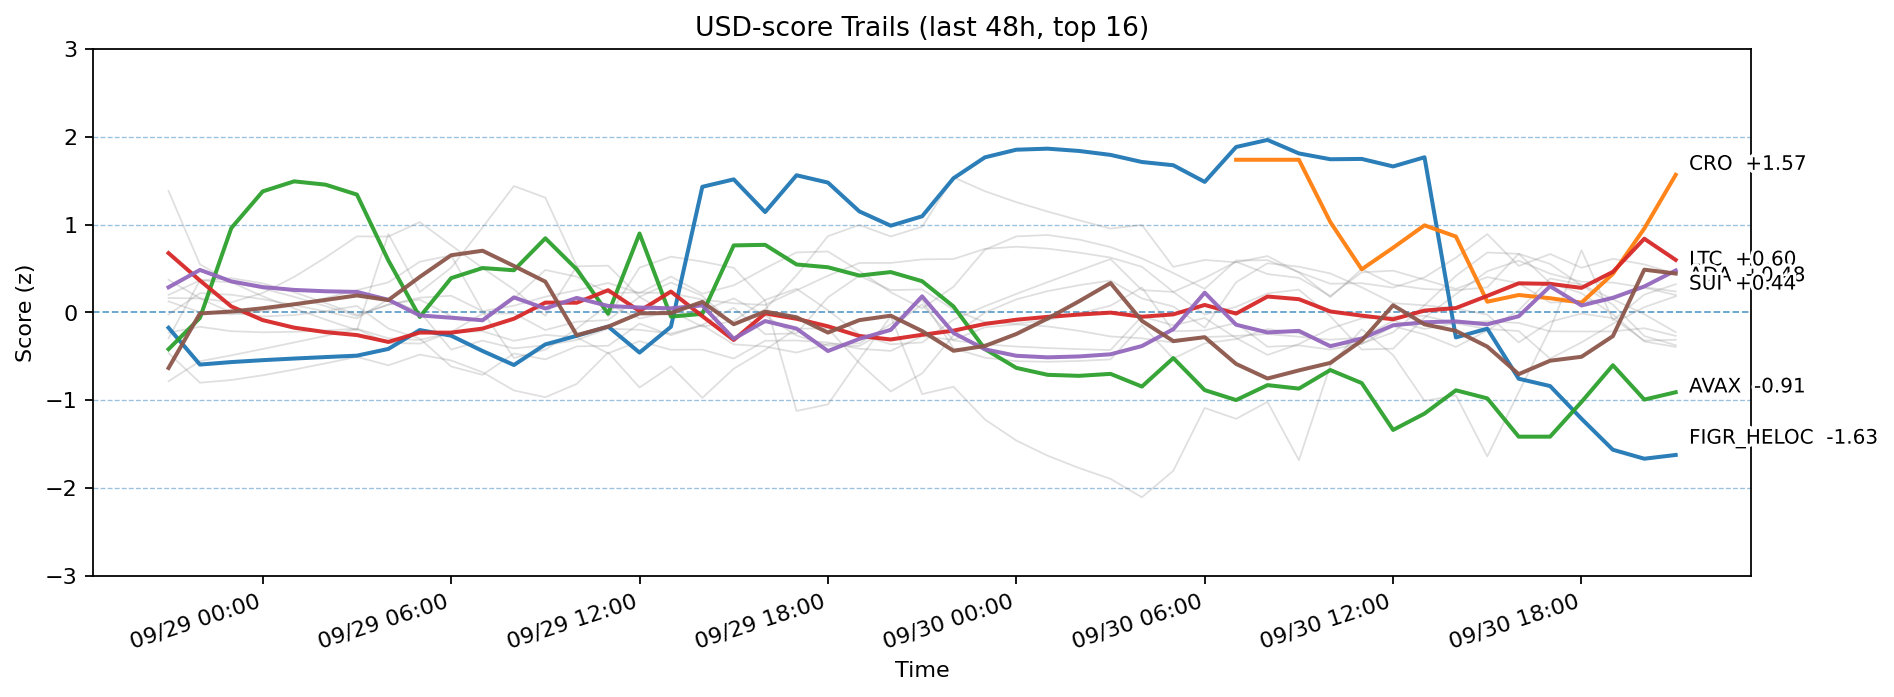 USD-score Trails (last 48h, top 16)
Score (z)
3
2
1
0
−1
−2
−3
CRO +1.57
LTC +0.60
SUI +0.44
AVAX -0.91
FIGR_HELOC -1.63
09/29 00:00
09/29 06:00
09/29 12:00
09/29 18:00
09/30 00:00
09/30 06:00
09/30 12:00
09/30 18:00
Time